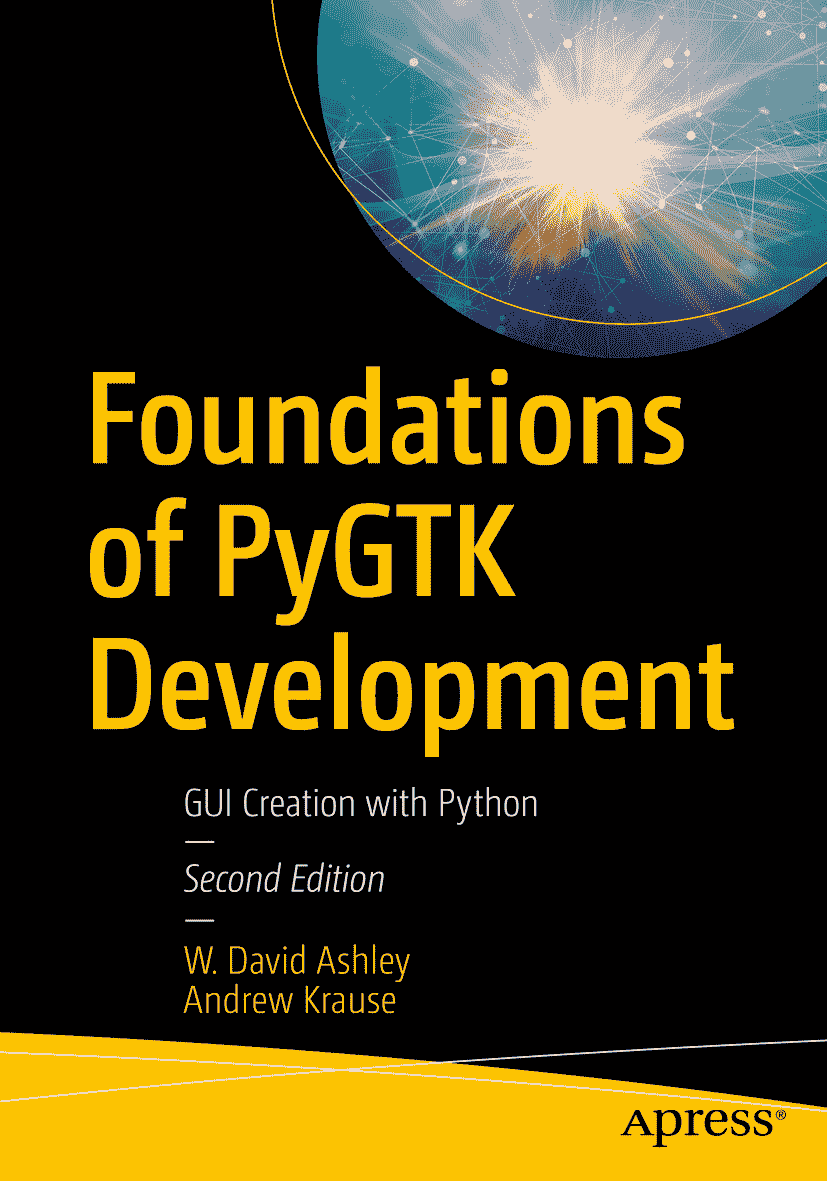 Foundations
of PyGTK
Development
GUI Creation with Python
—
Second Edition
—
W. David Ashley
Andrew Krause
Apress®